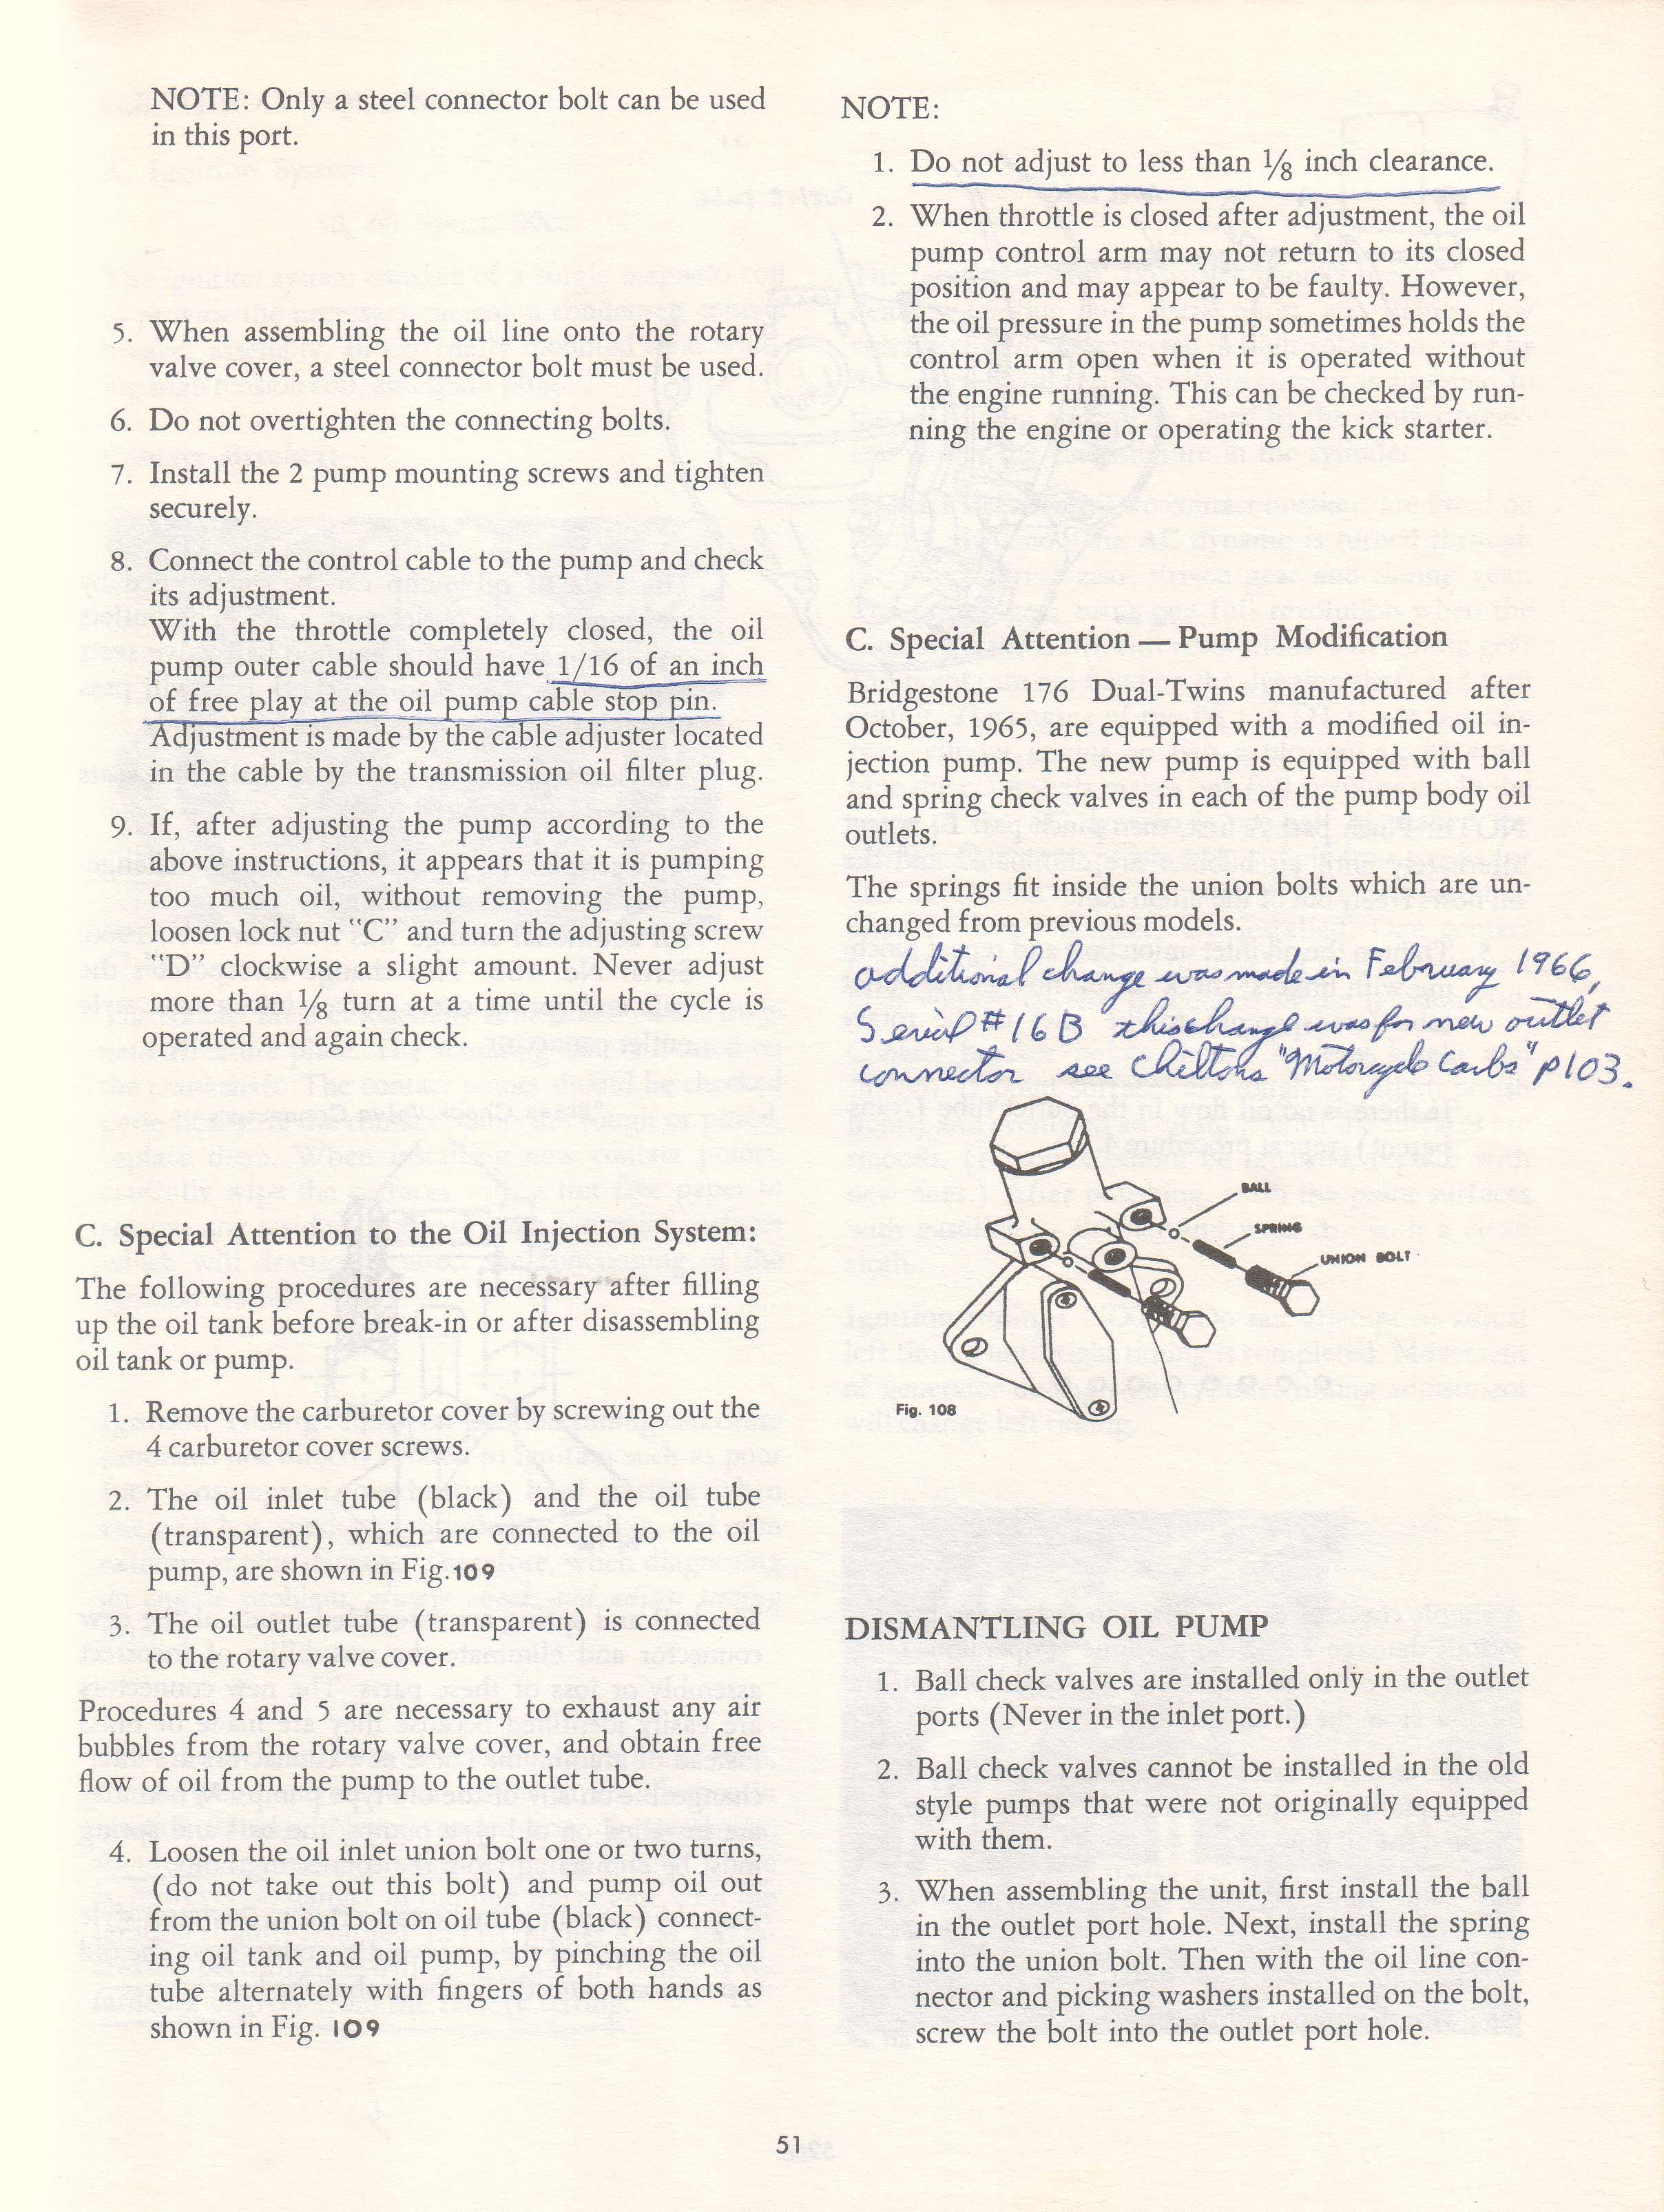 NOTE: Only a steel connector bolt can be used
in this port.
5. When assembling the oil line onto the rotary
valve cover, a steel connector bolt must be used.
6. Do not overtighten the connecting bolts.
7. Install the 2 pump mounting screws and tighten
securely.
8. Connect the control cable to the pump and check
its adjustment.
With the throttle completely closed, the oil
pump outer cable should have 1/16 of an inch
of free play at the oil pump cable stop pin.
Adjustment is made by the cable adjuster located
in the cable by the transmission oil filter plug.
9. If, after adjusting the pump according to the
above instructions, it appears that it is pumping
too much oil, without removing the pump,
loosen lock nut "C" and turn the adjusting screw
"D" clockwise a slight amount. Never adjust
more than ⅛ turn at a time until the cycle is
operated and again check.
C. Special Attention to the Oil Injection System:
The following procedures are necessary after filling
up the oil tank before break-in or after disassembling
oil tank or pump.
1. Remove the carburetor cover by screwing out the
4 carburetor cover screws.
2. The oil inlet tube (black) and the oil tube
(transparent), which are connected to the oil
pump, are shown in Fig.109
3. The oil outlet tube (transparent) is connected
to the rotary valve cover.
Procedures 4 and 5 are necessary to exhaust any air
bubbles from the rotary valve cover, and obtain free
flow of oil from the pump to the outlet tube.
4. Loosen the oil inlet union bolt one or two turns,
(do not take out this bolt) and pump oil out
from the union bolt on oil tube (black) connect-
ing oil tank and oil pump, by pinching the oil
tube alternately with fingers of both hands as
shown in Fig. 109
NOTE:
1. Do not adjust to less than ⅛ inch clearance.
2. When throttle is closed after adjustment, the oil
pump control arm may not return to its closed
position and may appear to be faulty. However,
the oil pressure in the pump sometimes holds the
control arm open when it is operated without
the engine running. This can be checked by run-
ning the engine or operating the kick starter.
C. Special Attention — Pump Modification
Bridgestone 176 Dual-Twins manufactured after
October, 1965, are equipped with a modified oil in-
jection pump. The new pump is equipped with ball
and spring check valves in each of the pump body oil
outlets.
The springs fit inside the union bolts which are un-
changed from previous models.
additional change was made in February 1966,
Serial # 16B this change was for new outlet
connector see Chiltons "Motorcycle Carbs" p103.
BALL
SPRING
UNION BOLT
Fig. 108
DISMANTLING OIL PUMP
1. Ball check valves are installed only in the outlet
ports (Never in the inlet port.)
2. Ball check valves cannot be installed in the old
style pumps that were not originally equipped
with them.
3. When assembling the unit, first install the ball
in the outlet port hole. Next, install the spring
into the union bolt. Then with the oil line con-
nector and picking washers installed on the bolt,
screw the bolt into the outlet port hole.
51